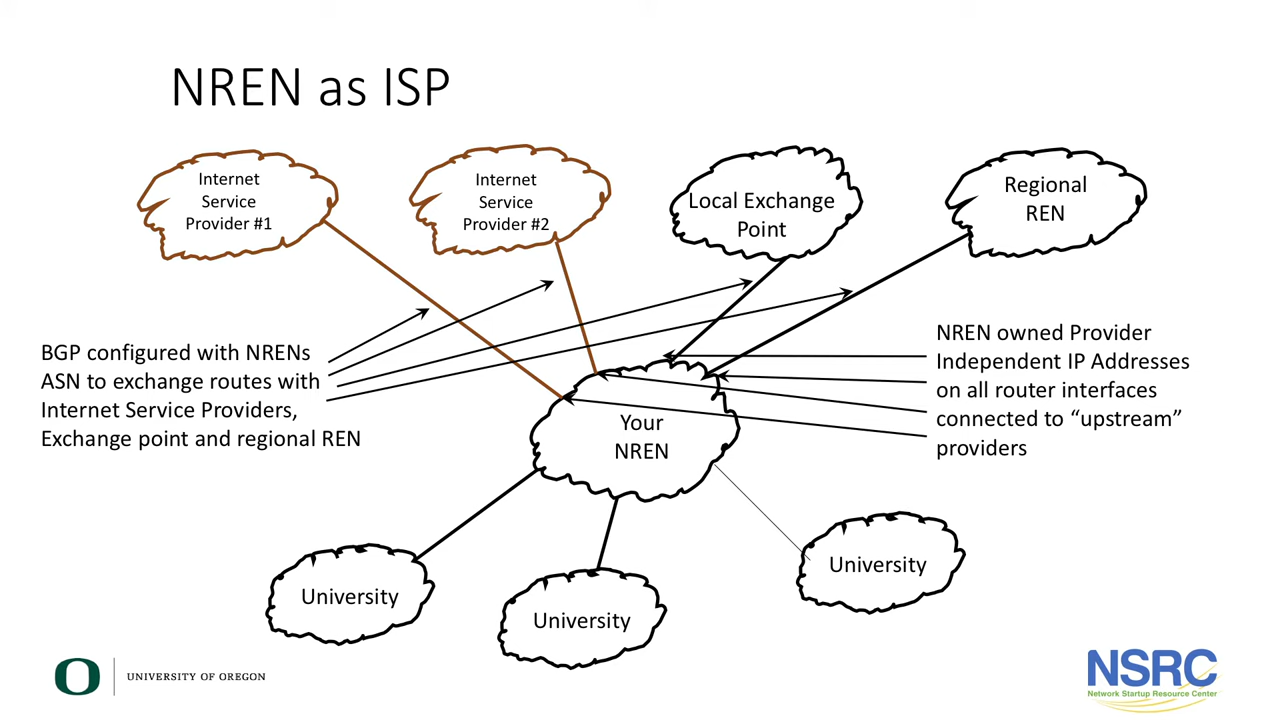 NREN as ISP
Internet
Service
Provider #1
Internet
Service
Provider #2
Local Exchange
Point
Regional
REN
BGP configured with NRENs
ASN to exchange routes with
Internet Service Providers,
Exchange point and regional REN
NREN owned Provider
Independent IP Addresses
on all router interfaces
connected to “upstream”
providers
Your
NREN
University
University
University
O
UNIVERSITY OF OREGON
NSRC
Network Startup Resource Center